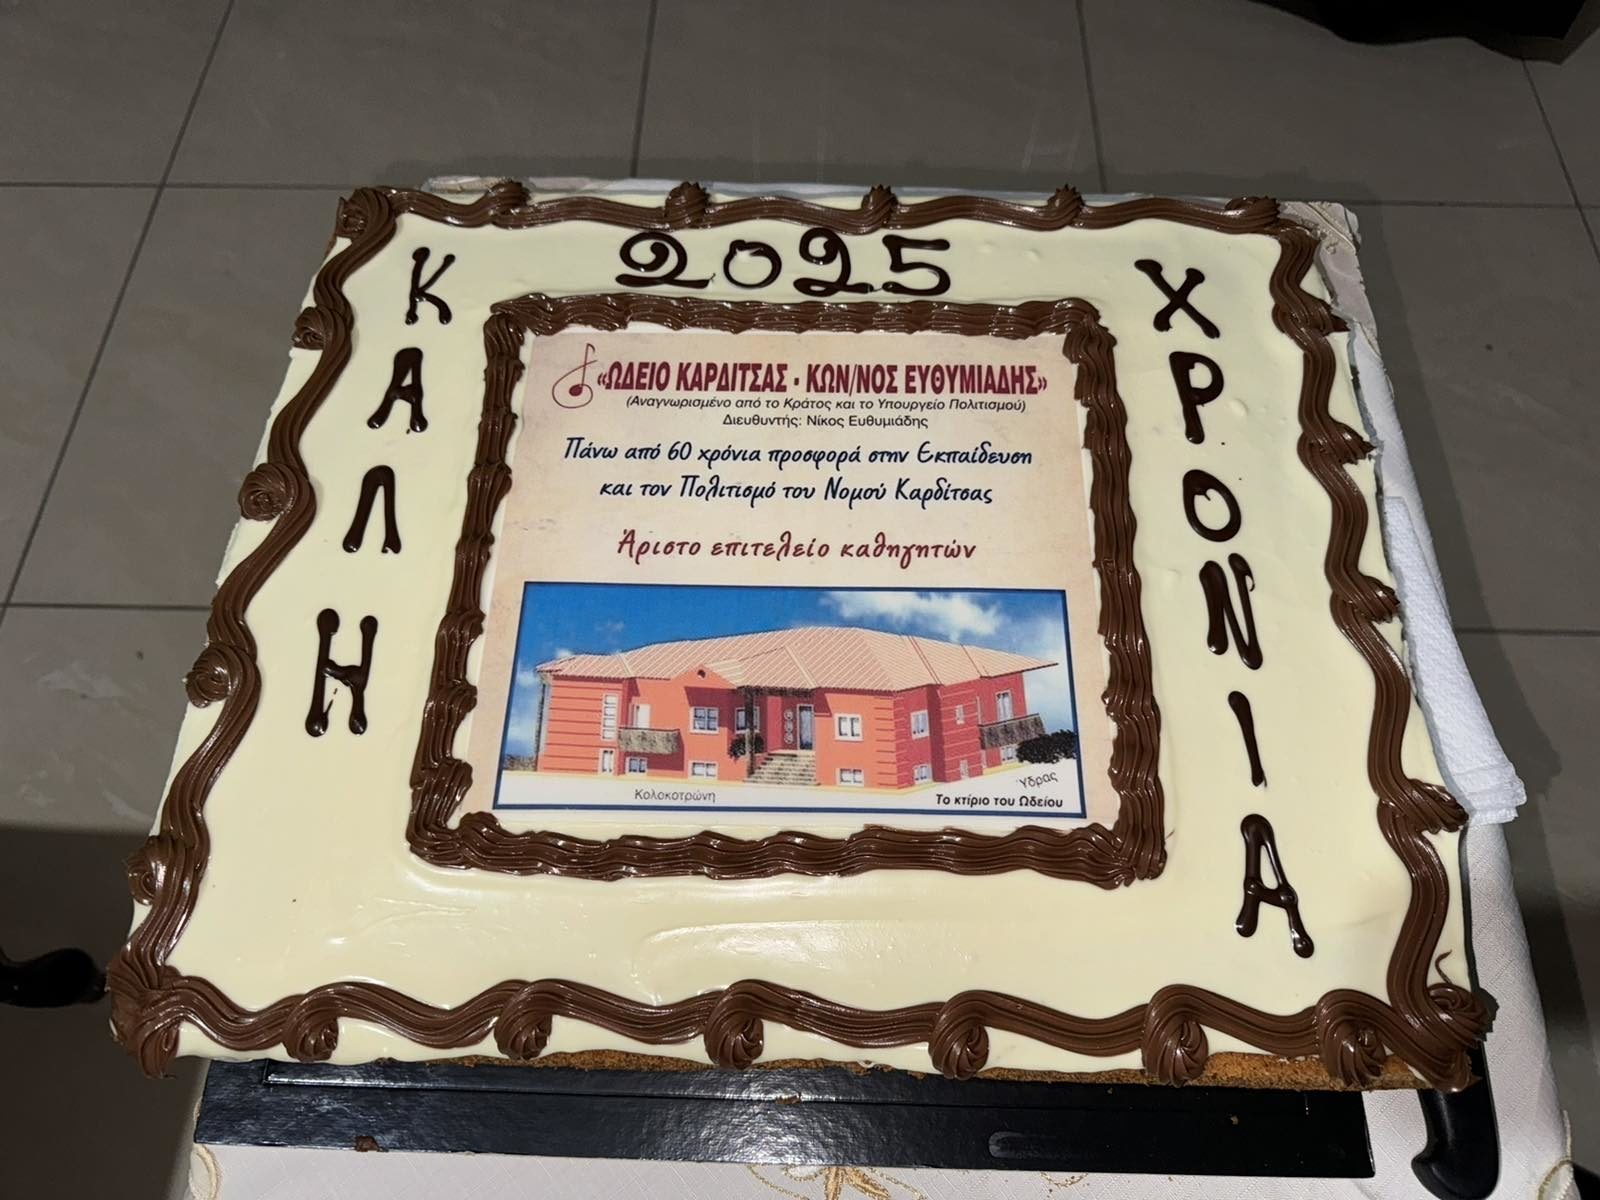 2025
ΚΑΛΗ
ΧΡΟΝΙΑ
«ΩΔΕΙΟ ΚΑΡΔΙΤΣΑΣ - ΚΩΝ/ΝΟΣ ΕΥΘΥΜΙΑΔΗΣ»
(Αναγνωρισμένο από το Κράτος και το Υπουργείο Πολιτισμού)
Διευθυντής: Νίκος Ευθυμιάδης
Πάνω από 60 χρόνια προσφορά στην Εκπαίδευση
και τον Πολιτισμό του Νομού Καρδίτσας
Άριστο επιτελείο καθηγητών
Κολοκοτρώνη
Ύδρας
Το κτίριο του Ωδείου